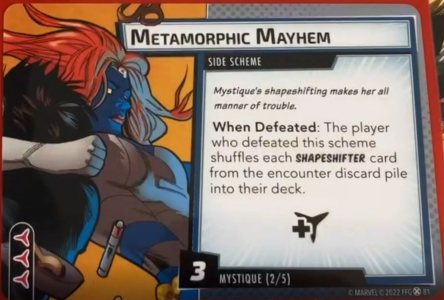 METAMORPHIC MAYHEM
SIDE SCHEME
Mystique's shapeshifting makes her all
manner of trouble.
When Defeated: The player
who defeated this scheme
shuffles each SHAPESHIFTER card
from the encounter discard pile
into their deck.
3
MYSTIQUE (2/5)
© MARVEL © 2022 FFG 81